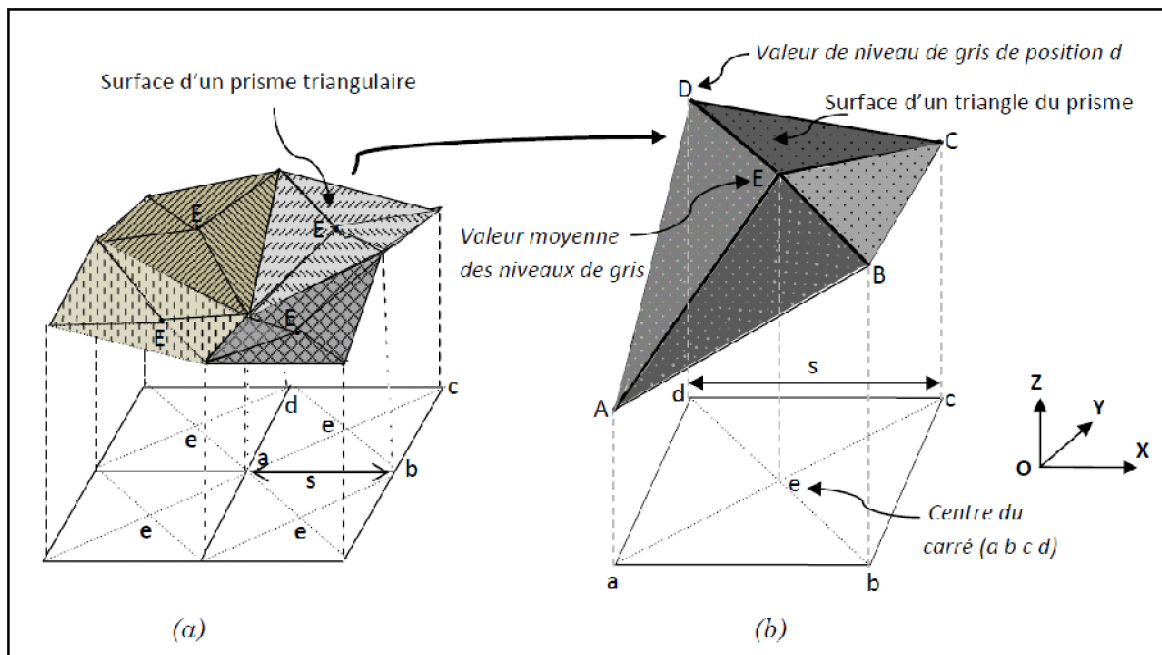 Surface d'un prisme triangulaire
E
E
E
E
c
d
e
e
a
b
s
e
e
(a)
Valeur de niveau de gris de position d
D
Surface d'un triangle du prisme
C
E
Valeur moyenne
des niveaux de gris
B
A
s
d
c
e
Centre du
carré (a b c d)
a
b
Z
Y
O
X
(b)